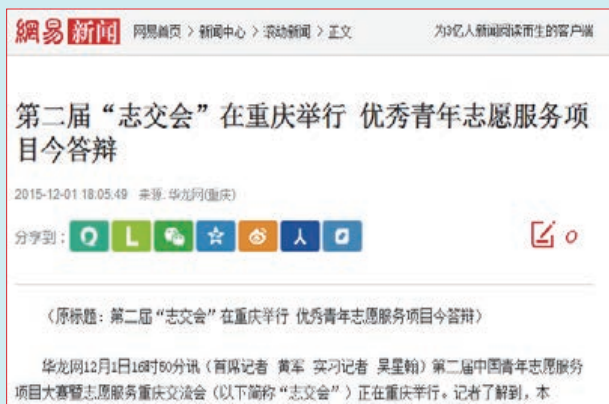 網易 新闻 网易首页 > 新闻中心 > 滚动新闻 > 正文 为3亿人新闻阅读而生的客户端
第二届“志交会”在重庆举行 优秀青年志愿服务项
目今答辩
2015-12-01 18:05:49 来源: 华龙网(重庆)
分享到: 0
(原标题：第二届“志交会”在重庆举行 优秀青年志愿服务项目今答辩)
华龙网12月1日16时50分讯（首席记者 黄军 实习记者 吴星翰）第二届中国青年志愿服务
项目大赛暨志愿服务重庆交流会（以下简称“志交会”）正在重庆举行。记者了解到，本